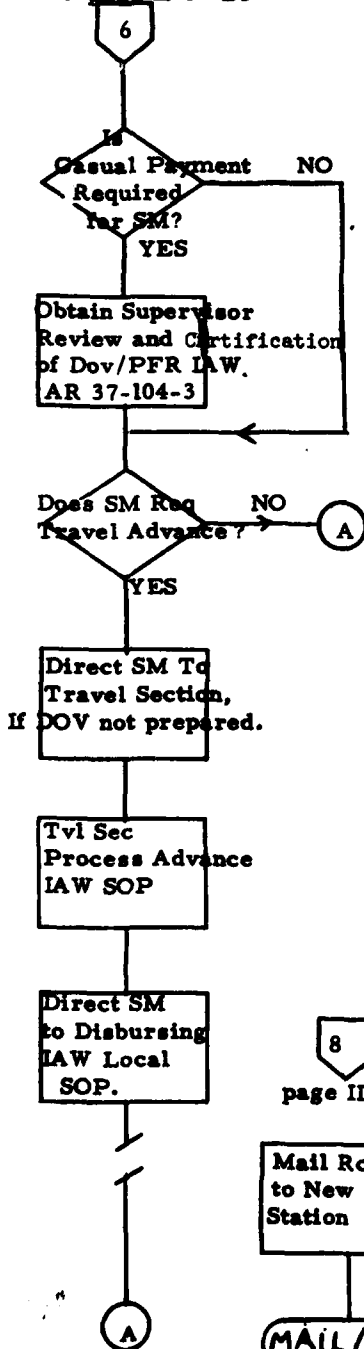 6
Is
Casual Payment
Required
for SM?
NO
YES
Obtain Supervisor
Review and Certification
of Dov/PFR IAW.
AR 37-104-3
Does SM Req
Travel Advance?
NO
A
YES
Direct SM To
Travel Section,
If DOV not prepared.
Tvl Sec
Process Advance
IAW SOP
Direct SM
to Disbursing
IAW Local
SOP.
A
8
page II
Mail
to New
Station
MAIL/